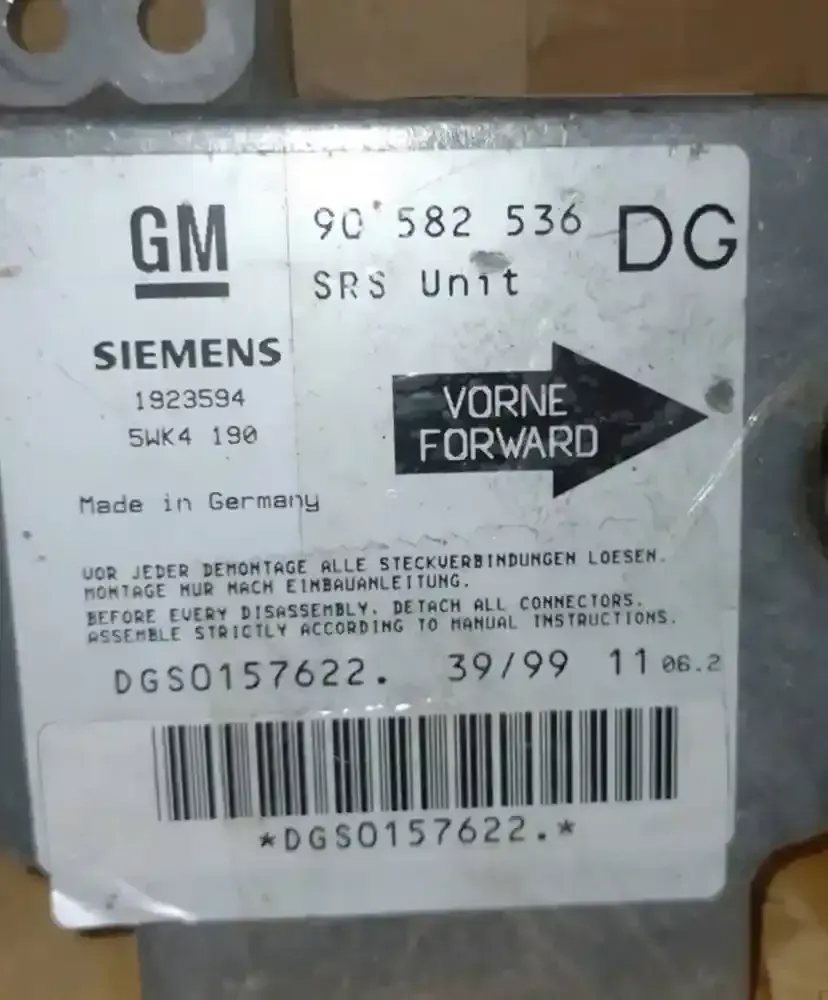 GM
90 582 536 DG
SRS Unit
SIEMENS
1923594
5WK4 190
VORNE
FORWARD
Made in Germany
VOR JEDER DEMONTAGE ALLE STECKVERBINDUNGEN LOESEN.
MONTAGE NUR NACH EINBAUANLEITUNG.
BEFORE EVERY DISASSEMBLY, DETACH ALL CONNECTORS.
ASSEMBLE STRICTLY ACCORDING TO MANUAL INSTRUCTIONS.
DGS0157622. 39/99 11 06.2
*DGS0157622.*